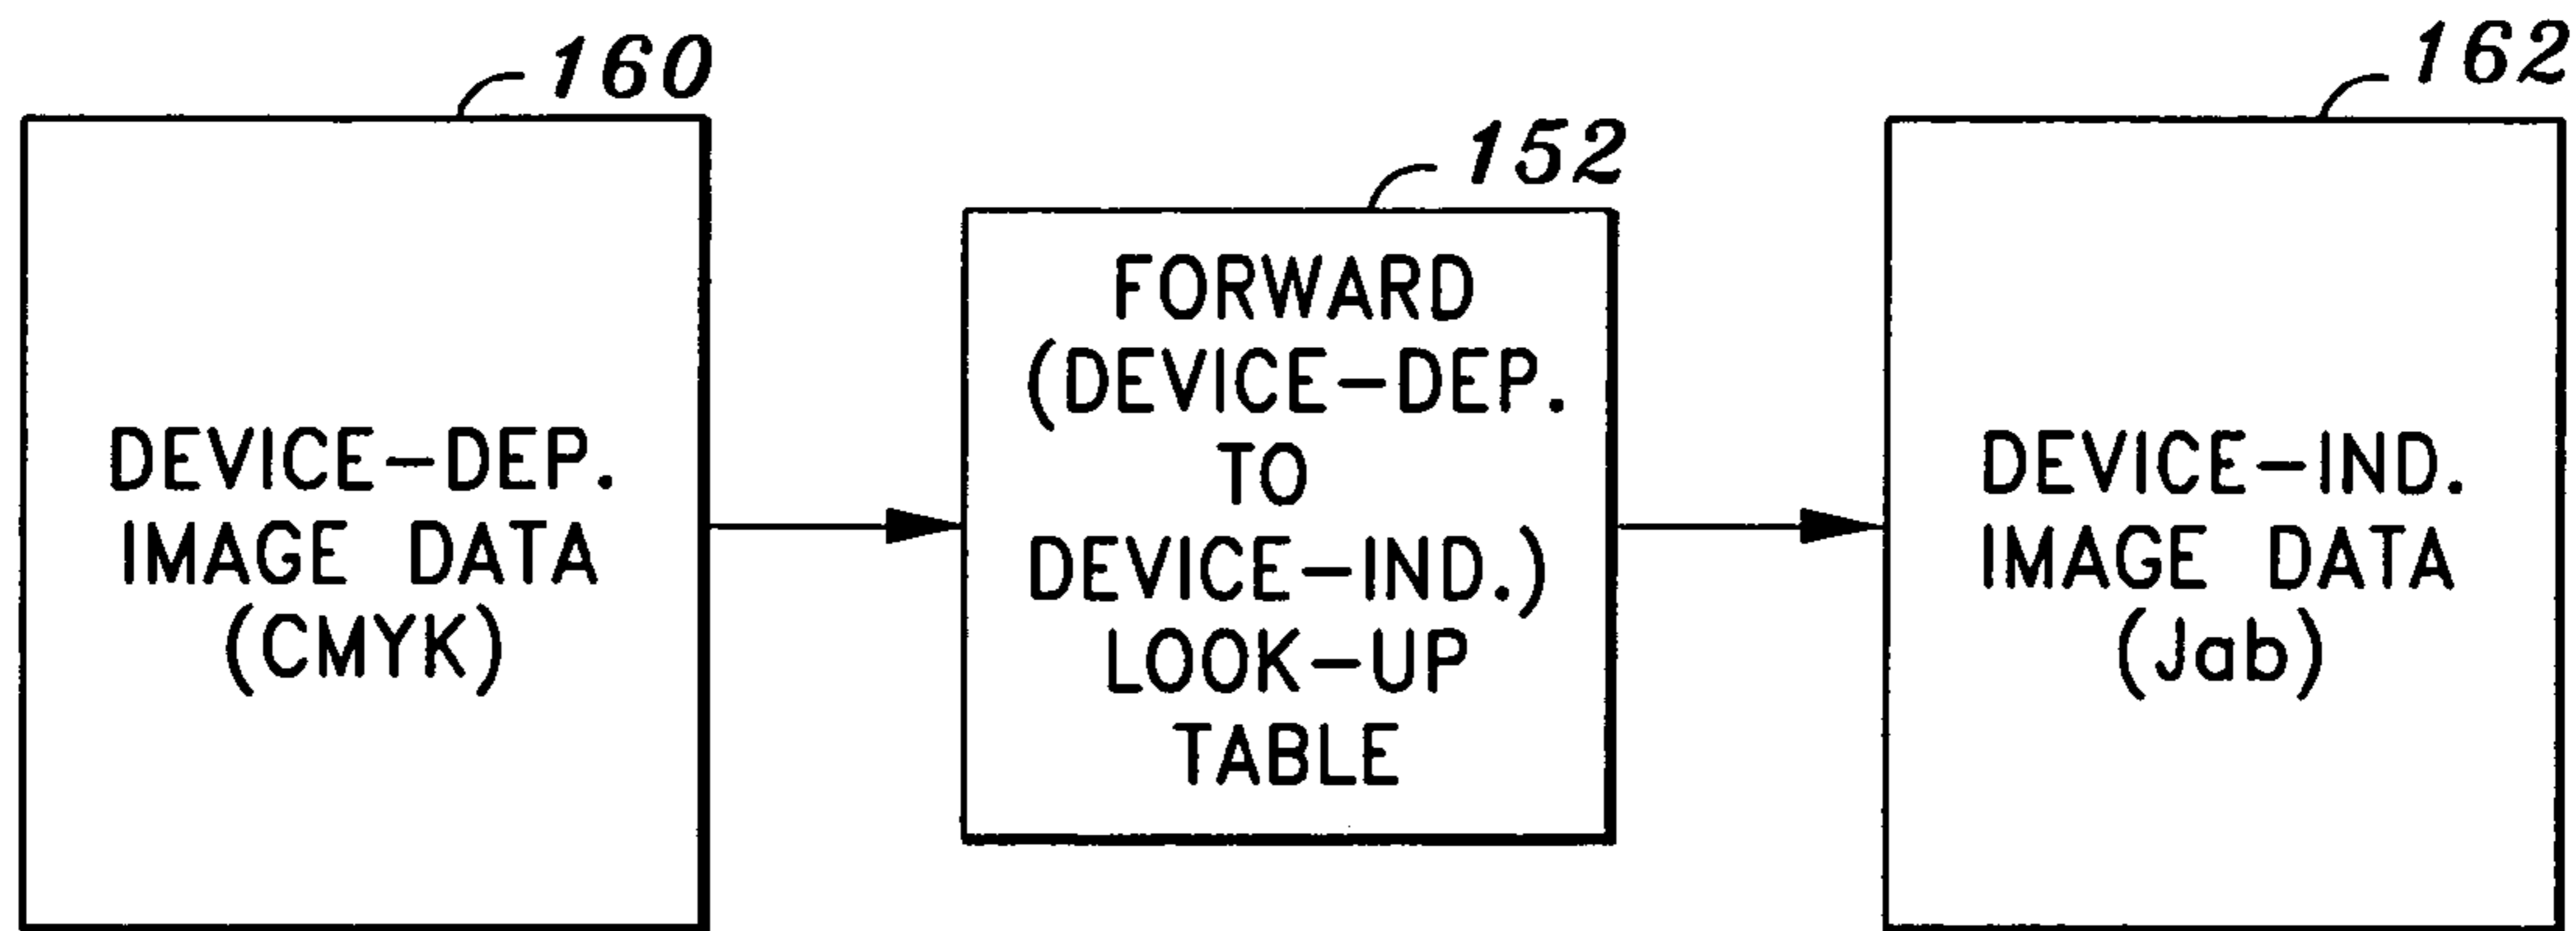 160
DEVICE-DEP.
IMAGE DATA
(CMYK)
152
FORWARD
(DEVICE-DEP.
TO
DEVICE-IND.)
LOOK-UP
TABLE
162
DEVICE-IND.
IMAGE DATA
(Jab)